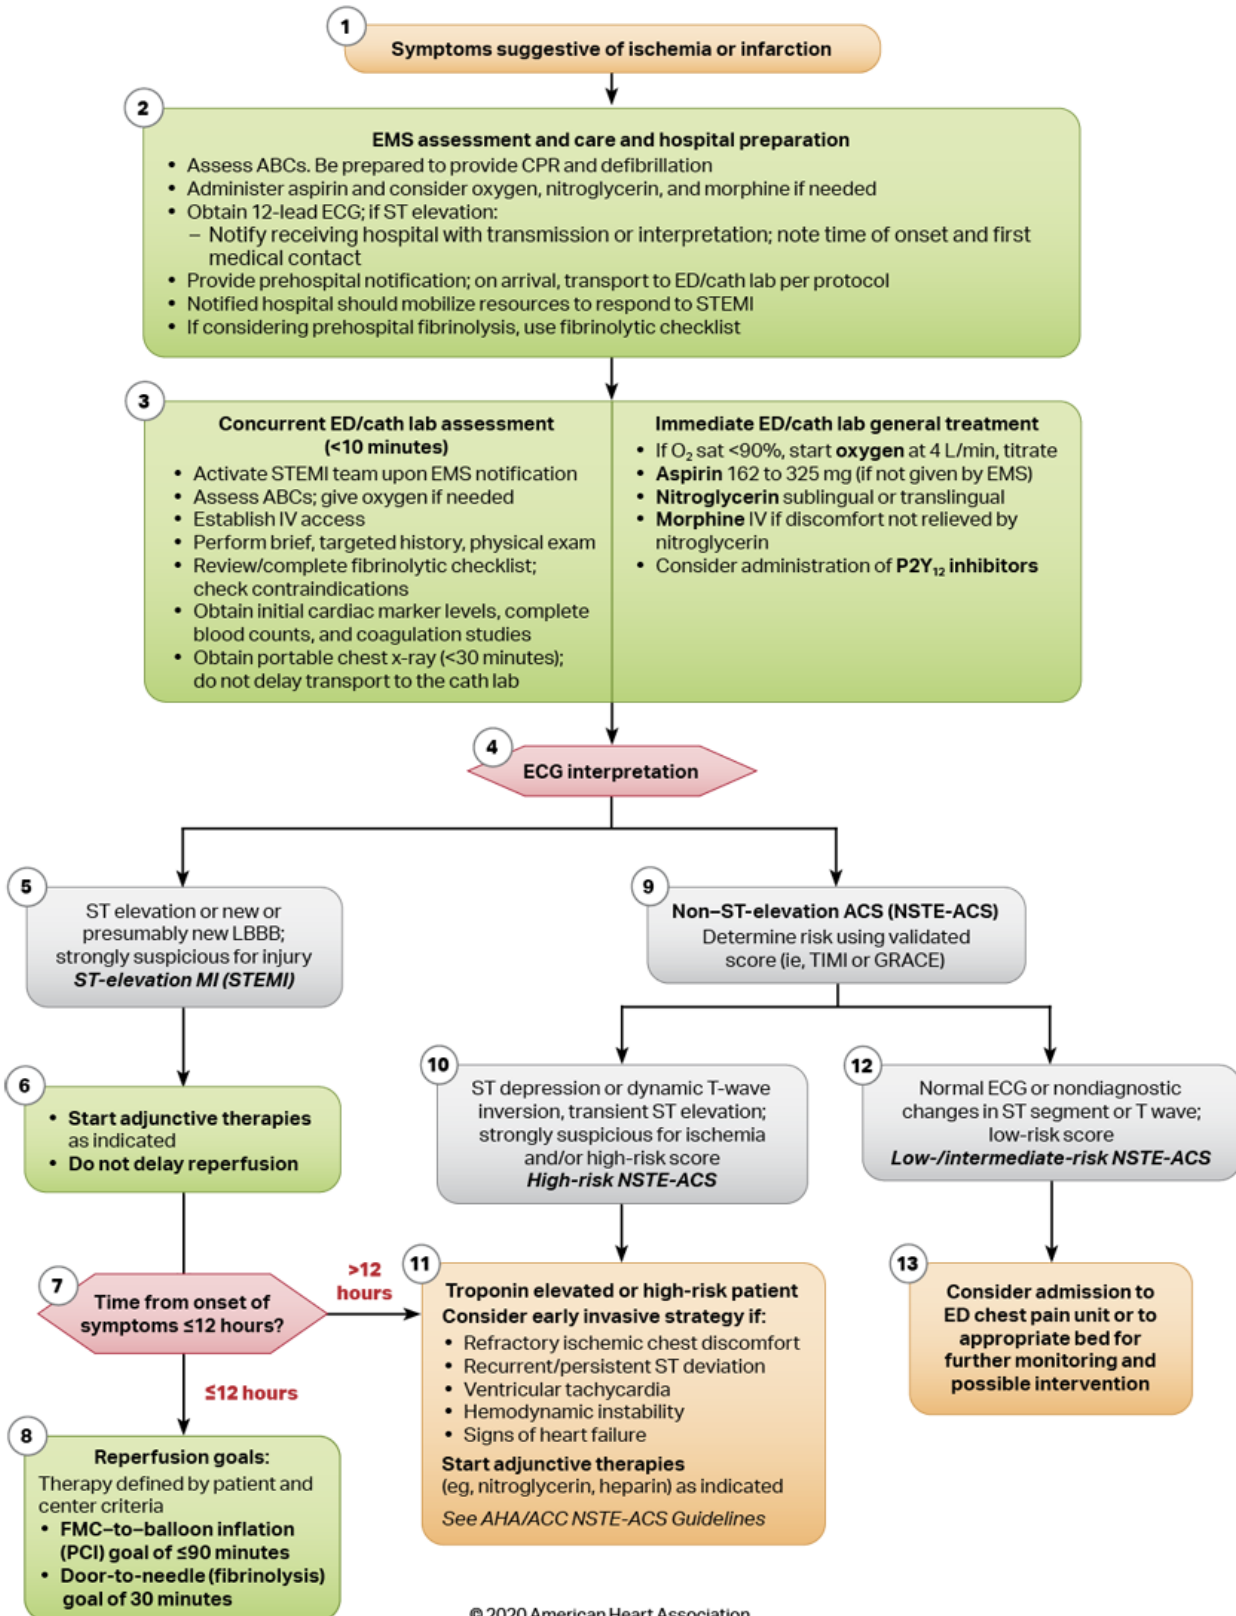 1
Symptoms suggestive of ischemia or infarction
2
EMS assessment and care and hospital preparation
• Assess ABCs. Be prepared to provide CPR and defibrillation
• Administer aspirin and consider oxygen, nitroglycerin, and morphine if needed
• Obtain 12-lead ECG; if ST elevation:
– Notify receiving hospital with transmission or interpretation; note time of onset and first
medical contact
• Provide prehospital notification; on arrival, transport to ED/cath lab per protocol
• Notified hospital should mobilize resources to respond to STEMI
• If considering prehospital fibrinolysis, use fibrinolytic checklist
3
Concurrent ED/cath lab assessment
(<10 minutes)
• Activate STEMI team upon EMS notification
• Assess ABCs; give oxygen if needed
• Establish IV access
• Perform brief, targeted history, physical exam
• Review/complete fibrinolytic checklist;
check contraindications
• Obtain initial cardiac marker levels, complete
blood counts, and coagulation studies
• Obtain portable chest x-ray (<30 minutes);
do not delay transport to the cath lab
Immediate ED/cath lab general treatment
• If O₂ sat <90%, start oxygen at 4 L/min, titrate
• Aspirin 162 to 325 mg (if not given by EMS)
• Nitroglycerin sublingual or translingual
• Morphine IV if discomfort not relieved by
nitroglycerin
• Consider administration of P2Y₁₂ inhibitors
4
ECG interpretation
5
ST elevation or new or
presumably new LBBB;
strongly suspicious for injury
ST-elevation MI (STEMI)
9
Non–ST-elevation ACS (NSTE-ACS)
Determine risk using validated
score (ie, TIMI or GRACE)
6
• Start adjunctive therapies
as indicated
• Do not delay reperfusion
10
ST depression or dynamic T-wave
inversion, transient ST elevation;
strongly suspicious for ischemia
and/or high-risk score
High-risk NSTE-ACS
12
Normal ECG or nondiagnostic
changes in ST segment or T wave;
low-risk score
Low-/intermediate-risk NSTE-ACS
7
Time from onset of
symptoms ≤12 hours?
>12
hours
≤12 hours
8
Reperfusion goals:
Therapy defined by patient and
center criteria
• FMC–to–balloon inflation
(PCI) goal of ≤90 minutes
• Door-to-needle (fibrinolysis)
goal of 30 minutes
11
Troponin elevated or high-risk patient
Consider early invasive strategy if:
• Refractory ischemic chest discomfort
• Recurrent/persistent ST deviation
• Ventricular tachycardia
• Hemodynamic instability
• Signs of heart failure
Start adjunctive therapies
(eg, nitroglycerin, heparin) as indicated
See AHA/ACC NSTE-ACS Guidelines
13
Consider admission to
ED chest pain unit or to
appropriate bed for
further monitoring and
possible intervention
© 2020 American Heart Association